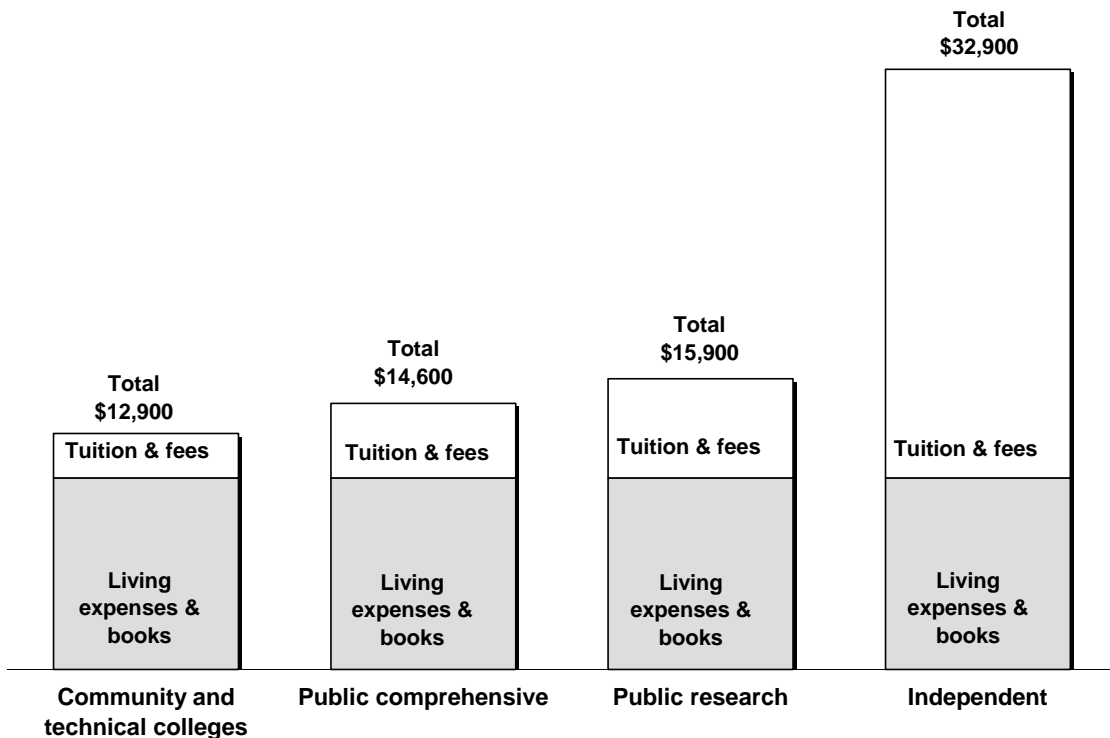 Total
$32,900
Total
$15,900
Total
$14,600
Total
$12,900
Tuition & fees
Tuition & fees
Tuition & fees
Tuition & fees
Living
expenses &
books
Living
expenses &
books
Living
expenses &
books
Living
expenses &
books
Community and
technical colleges
Public comprehensive
Public research
Independent